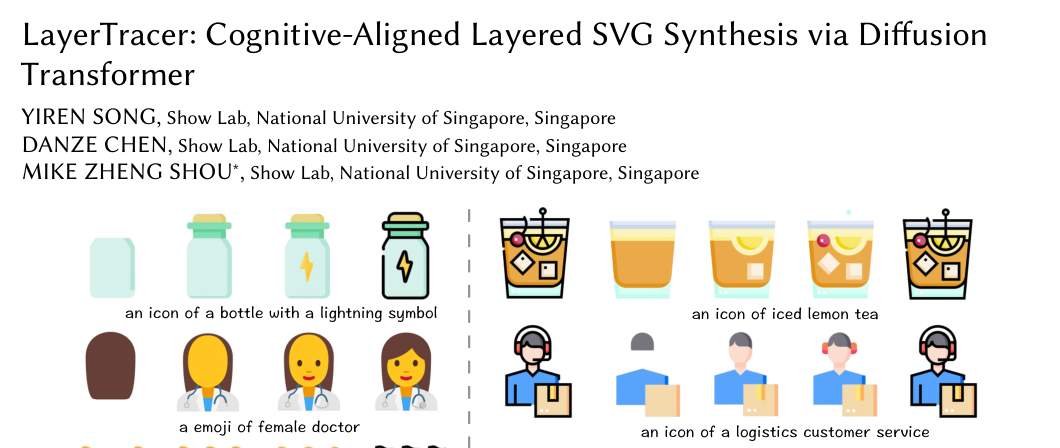 LayerTracer: Cognitive-Aligned Layered SVG Synthesis via Diffusion
Transformer
YIREN SONG, Show Lab, National University of Singapore, Singapore
DANZE CHEN, Show Lab, National University of Singapore, Singapore
MIKE ZHENG SHOU*, Show Lab, National University of Singapore, Singapore
an icon of a bottle with a lightning symbol
an icon of iced lemon tea
a emoji of female doctor
an icon of a logistics customer service